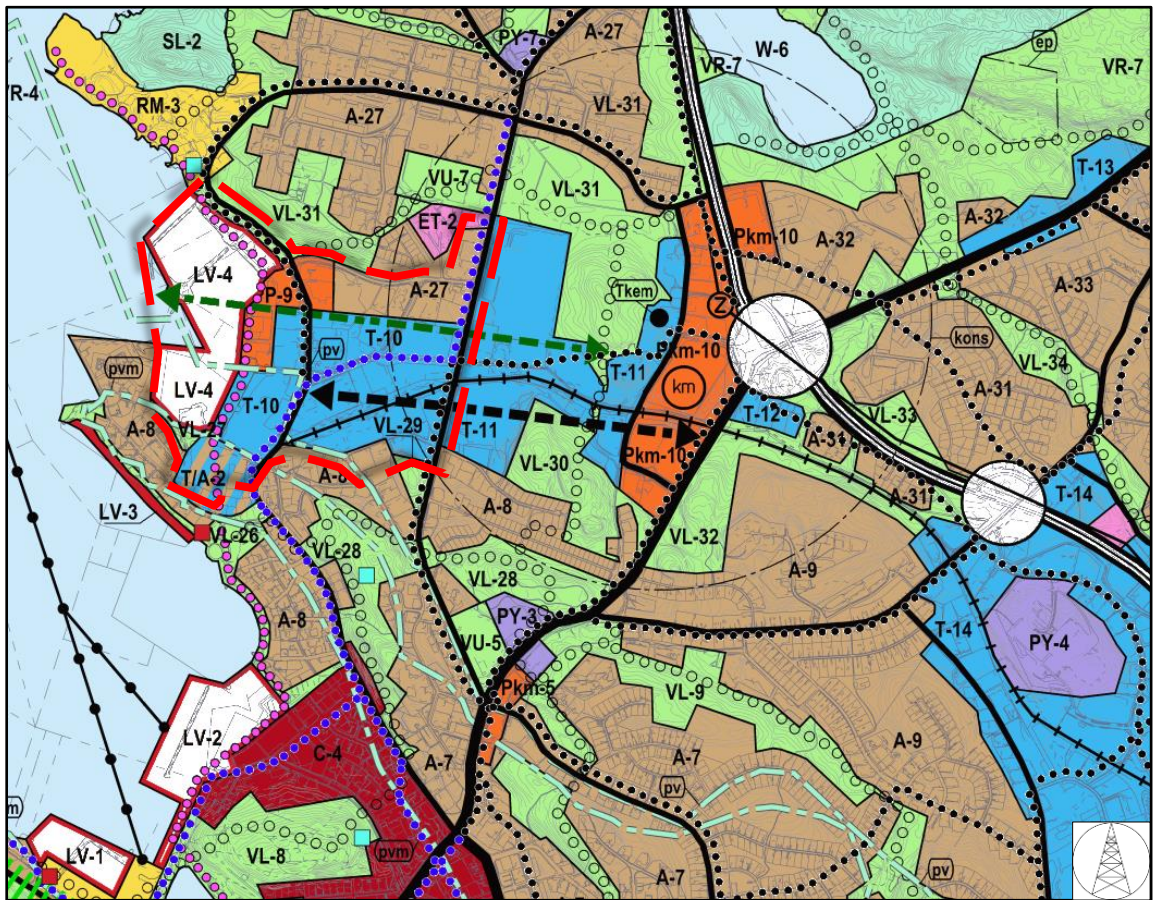 SL-2
PY-7
A-27
W-6
ep
VR-7
VR-7
VR-4
RM-3
A-27
VL-31
T-13
VU-7
VL-31
VL-31
ET-2
Pkm-10
A-32
A-32
LV-4
A-27
Tkem
A-33
P-9
Z
T-10
pv
Pkm-10
kons
pvm
T-11
VL-34
LV-4
km
A-31
T-10
T-12
VL-33
A-8
VL-27
VL-29
T-11
A-31
VL-30
Pkm-10
T/A-2
A-8
A-31
T-14
LV-3
A-8
VL-26
VL-28
VL-32
VL-28
A-9
A-8
PY-3
T-14
VU-5
PY-4
Pkm-5
VL-9
LV-2
C-4
A-7
A-7
A-9
pv
m
VL-8
pvm
LV-1
A-7
pv